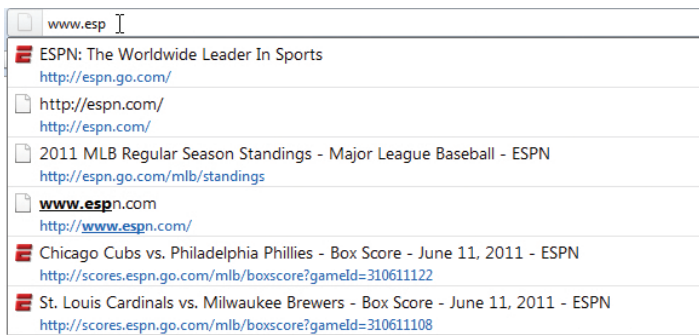 www.esp
ESPN: The Worldwide Leader In Sports
http://espn.go.com/
http://espn.com/
http://espn.com/
2011 MLB Regular Season Standings - Major League Baseball - ESPN
http://espn.go.com/mlb/standings
www.espn.com
http://www.espn.com/
Chicago Cubs vs. Philadelphia Phillies - Box Score - June 11, 2011 - ESPN
http://scores.espn.go.com/mlb/boxscore?gameId=310611122
St. Louis Cardinals vs. Milwaukee Brewers - Box Score - June 11, 2011 - ESPN
http://scores.espn.go.com/mlb/boxscore?gameId=310611108